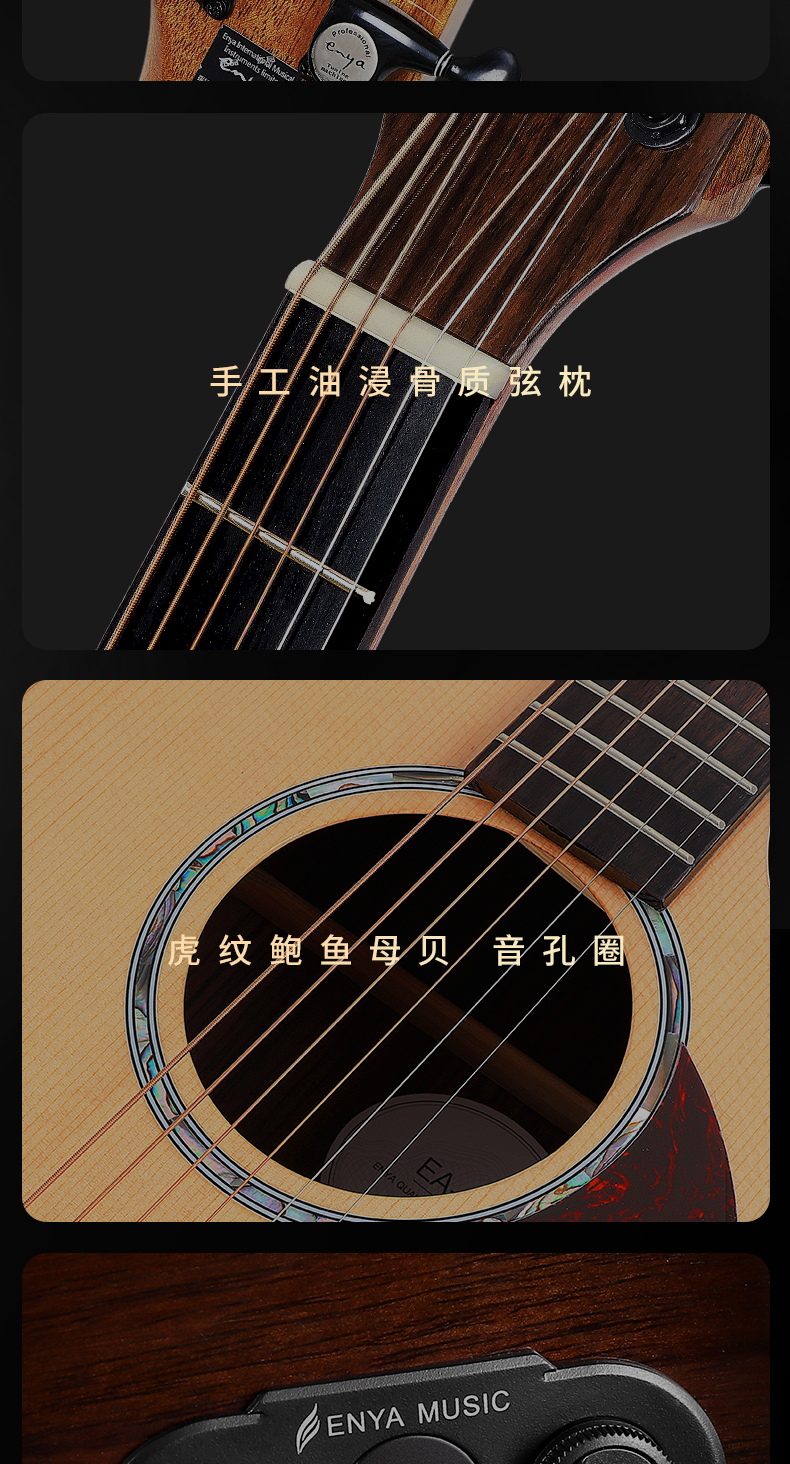 Enya International Musical
Instruments limi
Professional
enya
手工油浸骨质弦枕
虎纹鲍鱼母贝 音孔圈
EA
ENYA QUA
ENYA MUSIC